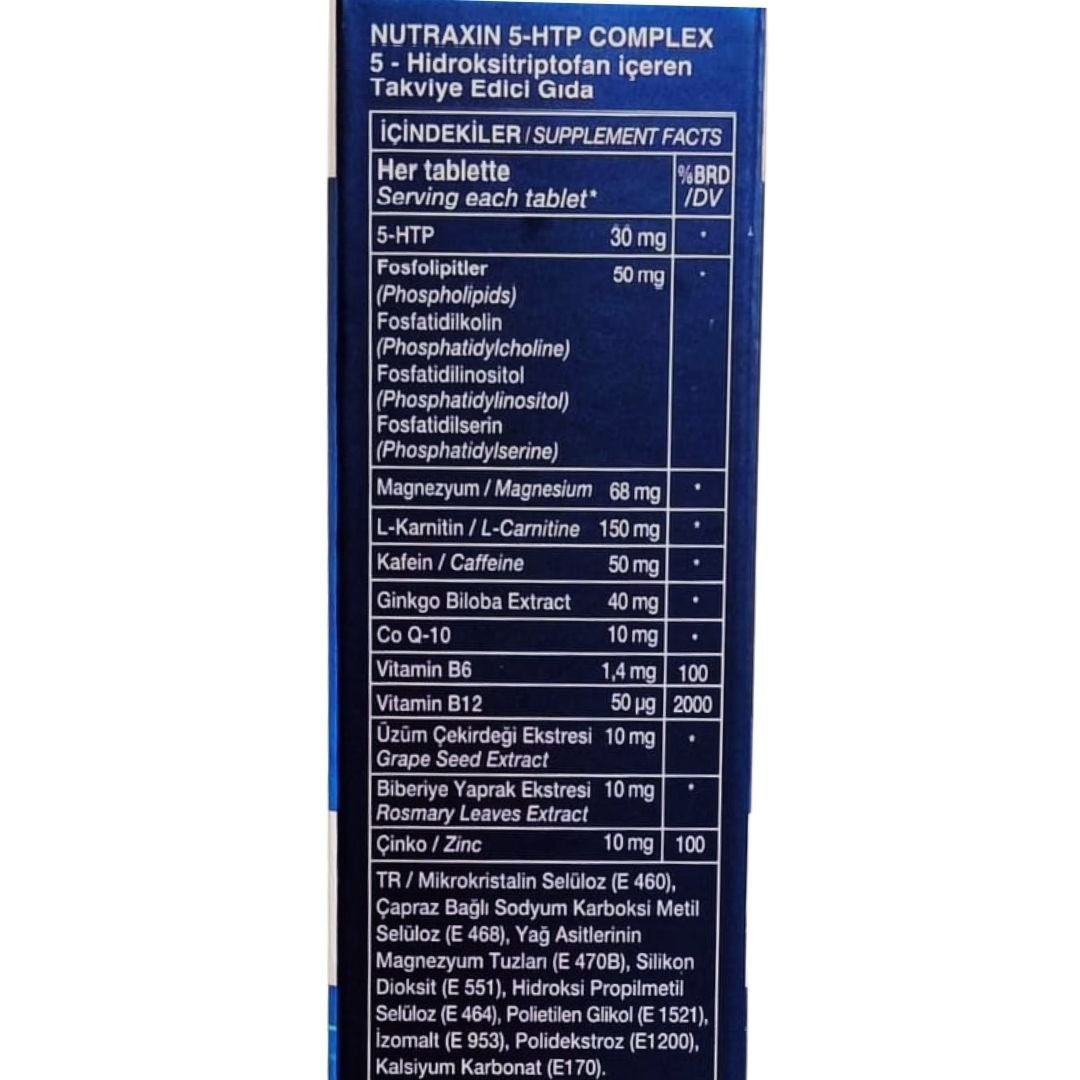 NUTRAXIN 5-HTP COMPLEX
5 - Hidroksitriptofan içeren
Takviye Edici Gıda
İÇİNDEKİLER / SUPPLEMENT FACTS
Her tablette %BRD
Serving each tablet* /DV
5-HTP 30 mg *
Fosfolipitler 50 mg *
(Phospholipids)
Fosfatidilkolin
(Phosphatidylcholine)
Fosfatidilinositol
(Phosphatidylinositol)
Fosfatidilserin
(Phosphatidylserine)
Magnezyum / Magnesium 68 mg *
L-Karnitin / L-Carnitine 150 mg *
Kafein / Caffeine 50 mg *
Ginkgo Biloba Extract 40 mg *
Co Q-10 10 mg *
Vitamin B6 1,4 mg 100
Vitamin B12 50 µg 2000
Üzüm Çekirdeği Ekstresi 10 mg *
Grape Seed Extract
Biberiye Yaprak Ekstresi 10 mg *
Rosmary Leaves Extract
Çinko / Zinc 10 mg 100
TR / Mikrokristalin Selüloz (E 460),
Çapraz Bağlı Sodyum Karboksi Metil
Selüloz (E 468), Yağ Asitlerinin
Magnezyum Tuzları (E 470B), Silikon
Dioksit (E 551), Hidroksi Propilmetil
Selüloz (E 464), Polietilen Glikol (E 1521),
İzomalt (E 953), Polidekstroz (E1200),
Kalsiyum Karbonat (E170).